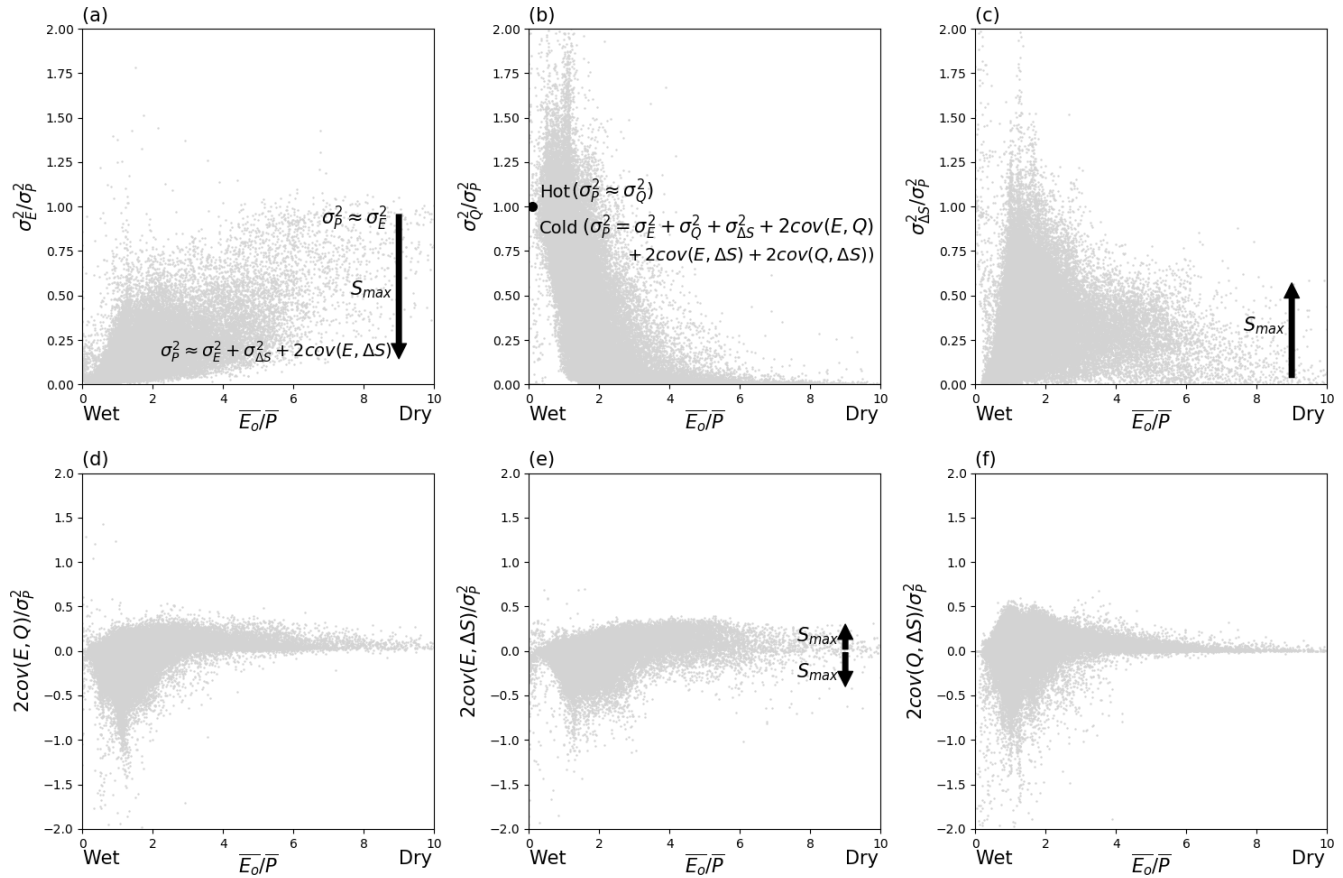 (a)
2.00
1.75
1.50
1.25
1.00
0.75
0.50
0.25
0.00
σ²_E/σ²_P
σ²_P ≈ σ²_E
S_max
σ²_P ≈ σ²_E + σ²_ΔS + 2cov(E, ΔS)
0 2 4 6 8 10
Wet E̅ₒ̅/P̅ Dry
(b)
2.00
1.75
1.50
1.25
1.00
0.75
0.50
0.25
0.00
σ²_Q/σ²_P
Hot (σ²_P ≈ σ²_Q)
Cold (σ²_P = σ²_E + σ²_Q + σ²_ΔS + 2cov(E, Q)
+ 2cov(E, ΔS) + 2cov(Q, ΔS))
0 2 4 6 8 10
Wet E̅ₒ̅/P̅ Dry
(c)
2.00
1.75
1.50
1.25
1.00
0.75
0.50
0.25
0.00
σ²_ΔS/σ²_P
S_max
0 2 4 6 8 10
Wet E̅ₒ̅/P̅ Dry
(d)
2.0
1.5
1.0
0.5
0.0
−0.5
−1.0
−1.5
−2.0
2cov(E, Q)/σ²_P
0 2 4 6 8 10
Wet E̅ₒ̅/P̅ Dry
(e)
2.0
1.5
1.0
0.5
0.0
−0.5
−1.0
−1.5
−2.0
2cov(E, ΔS)/σ²_P
S_max
S_max
0 2 4 6 8 10
Wet E̅ₒ̅/P̅ Dry
(f)
2.0
1.5
1.0
0.5
0.0
−0.5
−1.0
−1.5
−2.0
2cov(Q, ΔS)/σ²_P
0 2 4 6 8 10
Wet E̅ₒ̅/P̅ Dry